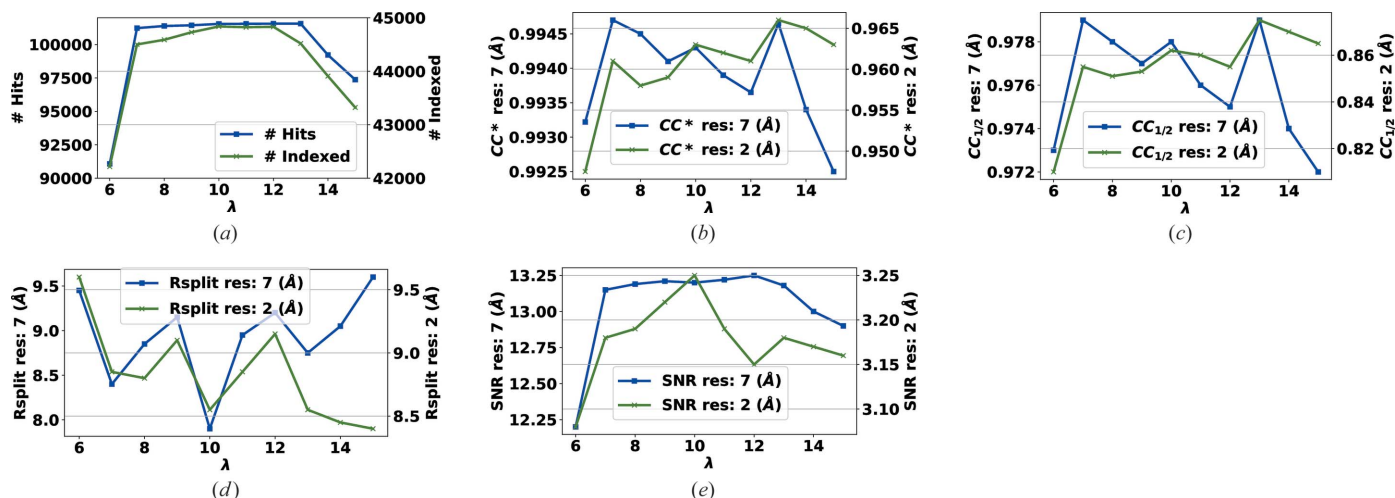 # Hits
100000
97500
95000
92500
90000
45000
44000
43000
42000
# Indexed
# Hits
# Indexed
6 8 10 12 14
λ
(a)
CC* res: 7 (Å)
0.9945
0.9940
0.9935
0.9930
0.9925
0.965
0.960
0.955
0.950
CC* res: 2 (Å)
CC* res: 7 (Å)
CC* res: 2 (Å)
6 8 10 12 14
λ
(b)
CC1/2 res: 7 (Å)
0.978
0.976
0.974
0.972
0.86
0.84
0.82
CC1/2 res: 2 (Å)
CC1/2 res: 7 (Å)
CC1/2 res: 2 (Å)
6 8 10 12 14
λ
(c)
Rsplit res: 7 (Å)
9.5
9.0
8.5
8.0
9.5
9.0
8.5
Rsplit res: 2 (Å)
Rsplit res: 7 (Å)
Rsplit res: 2 (Å)
6 8 10 12 14
λ
(d)
SNR res: 7 (Å)
13.25
13.00
12.75
12.50
12.25
3.25
3.20
3.15
3.10
SNR res: 2 (Å)
SNR res: 7 (Å)
SNR res: 2 (Å)
6 8 10 12 14
λ
(e)